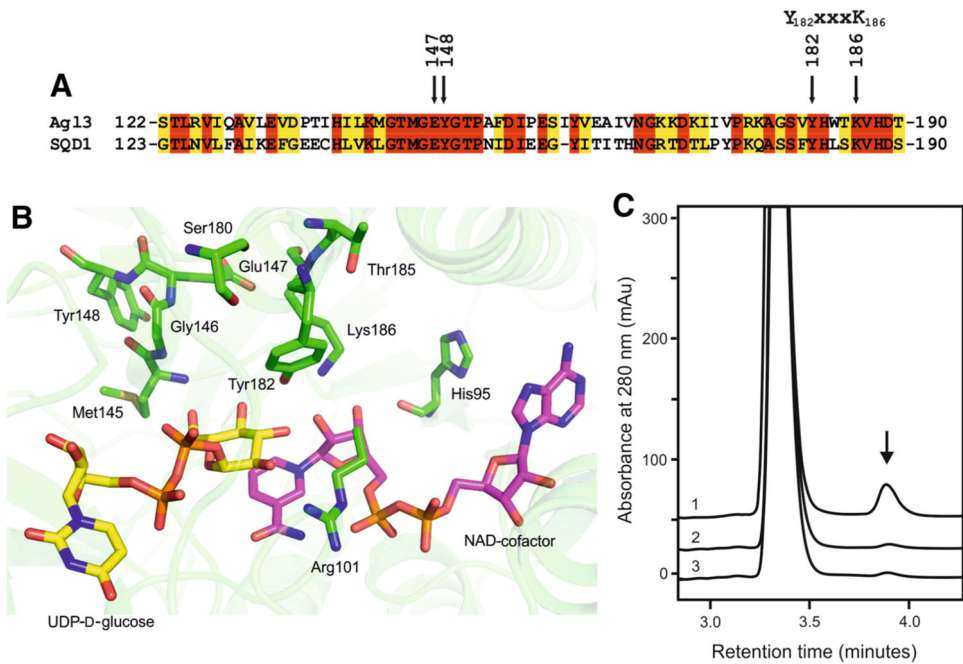 Y182xxxK186
147 148 182 186
A
Agl3 122-STLRVIQAVLEVDPTIHILKMGTMGEYGTPAFDIPESIYVEAIVNGKKDKIIVPRKAGSVYHWTKVHDT-190
SQD1 123-GTLNVLFAIKEFGEECHLVKLGTMGEYGTPNIDIEEG-YITITHNGRTDTLPYPKQASSFYHLSKVHDS-190
B
Ser180
Glu147
Thr185
Tyr148
Gly146
Lys186
Tyr182
His95
Met145
NAD-cofactor
Arg101
UDP-D-glucose
C
300
200
100
0
Absorbance at 280 nm (mAu)
1
2
3
3.0 3.5 4.0
Retention time (minutes)